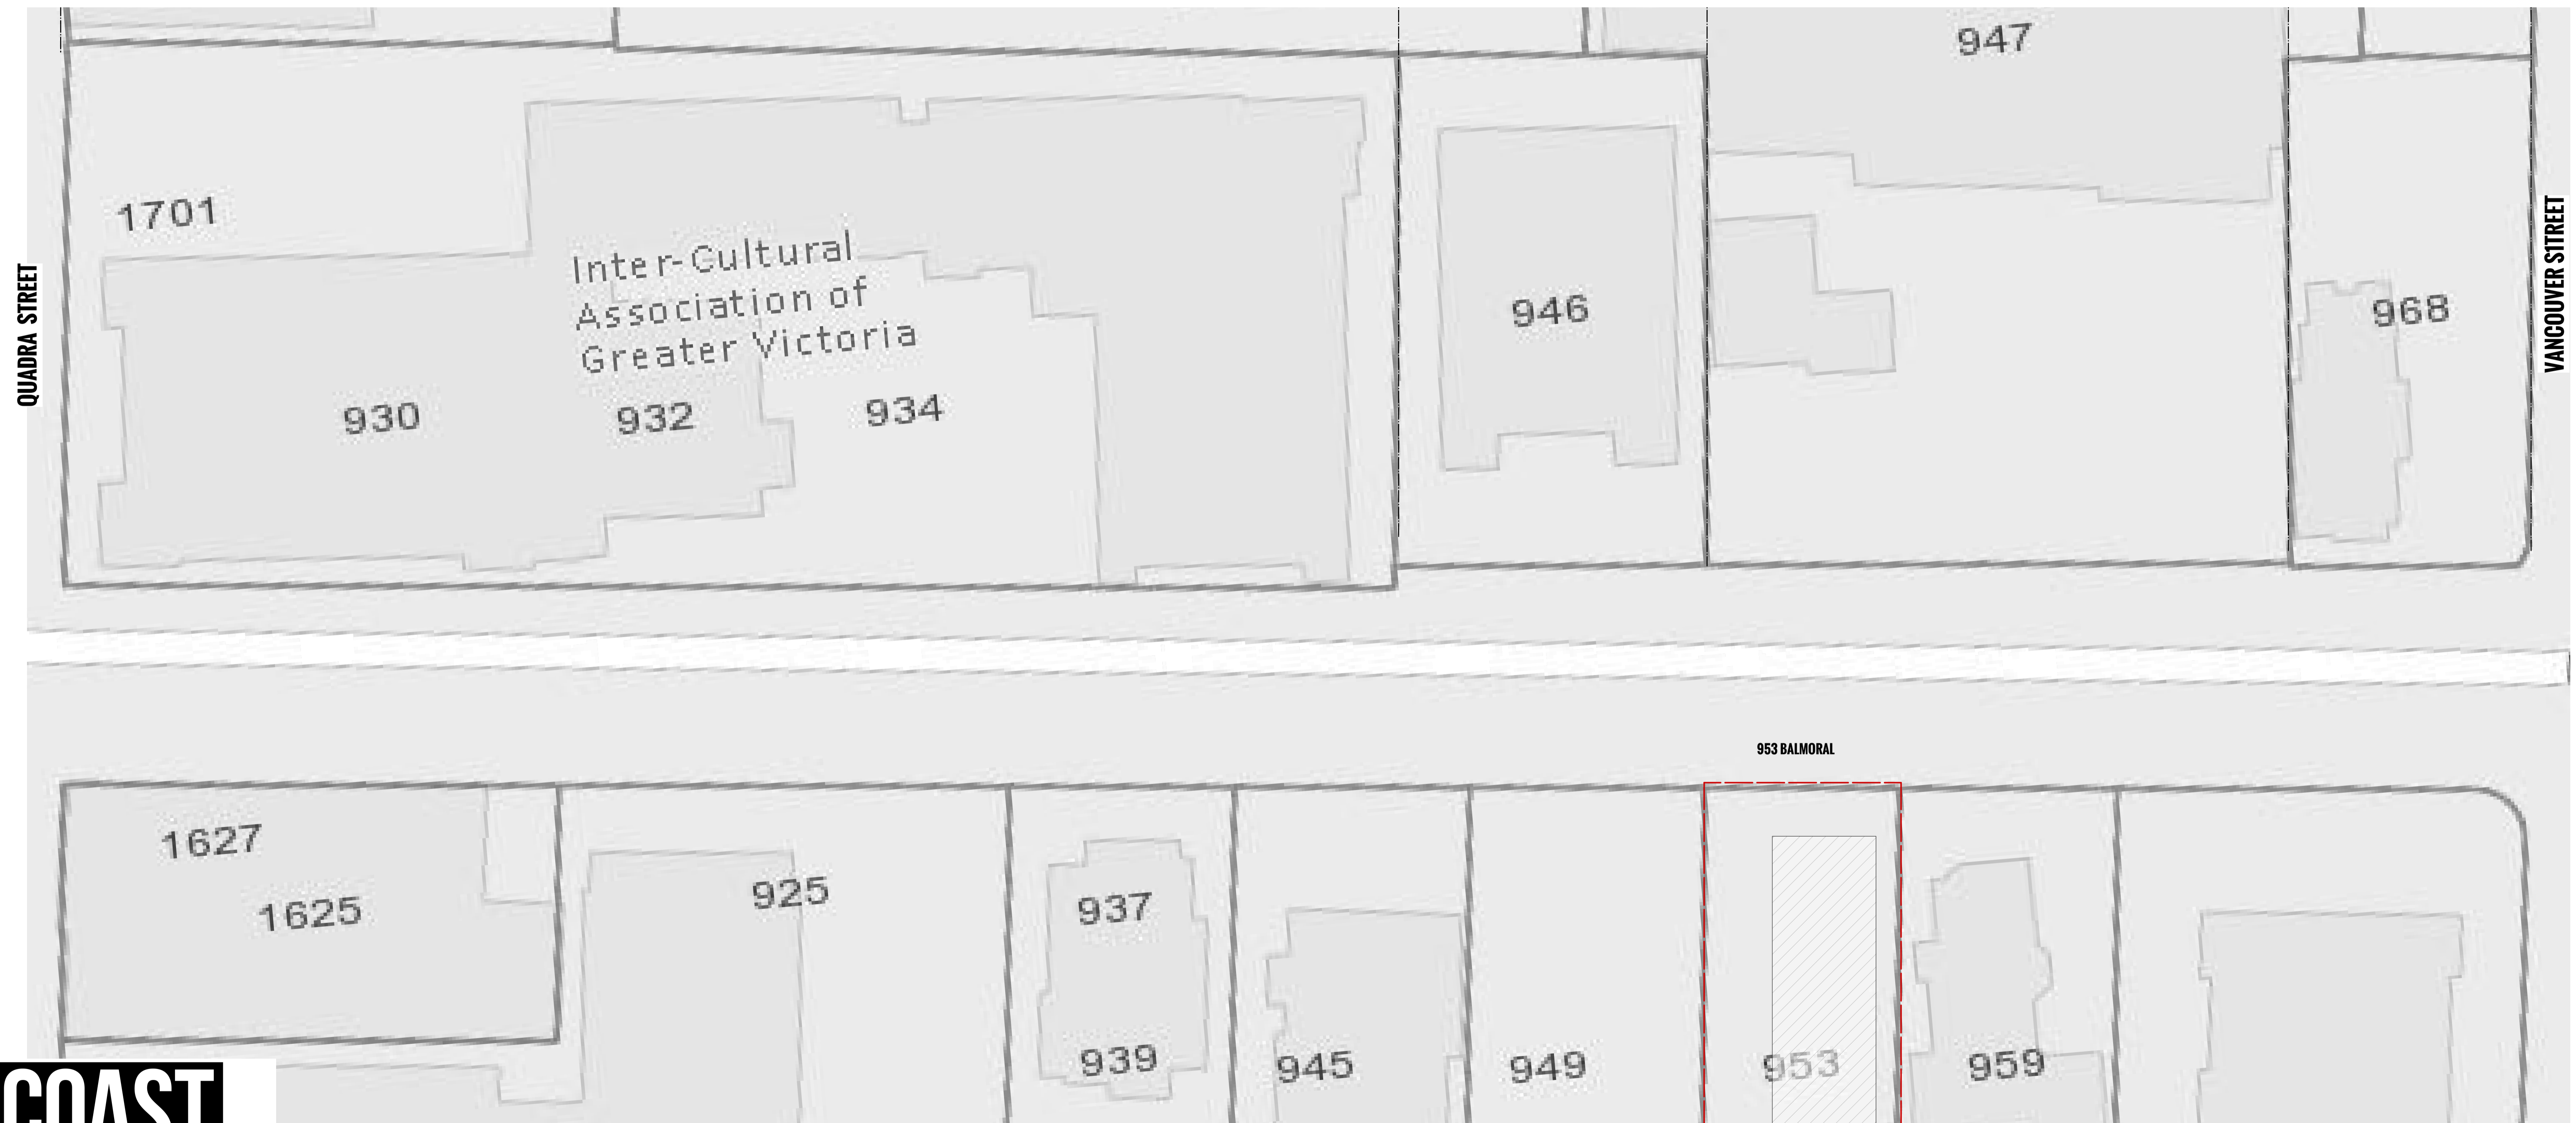 947
1701
QUADRA STREET
Inter-Cultural
Association of
Greater Victoria
930
932
934
946
968
VANCOUVER S1TREET
953 BALMORAL
1627
1625
925
937
939
945
949
953
959
COAST